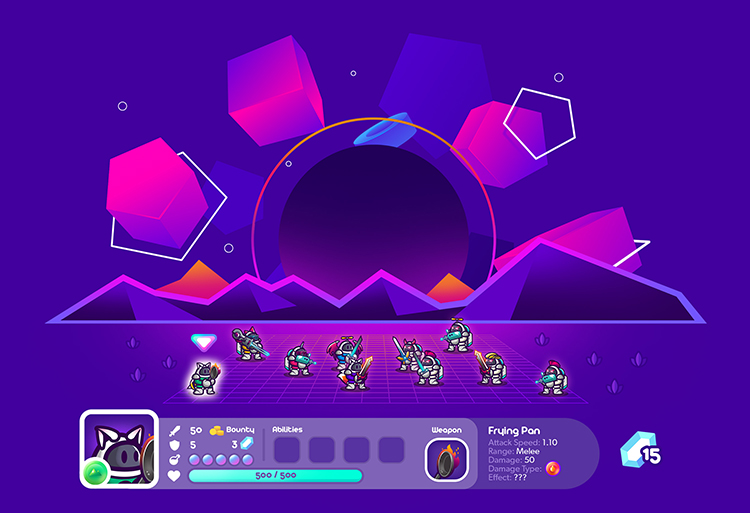 50 Bounty
5 3
500 / 500
Abilities
Weapon
Frying Pan
Attack Speed: 1.10
Range: Melee
Damage: 50
Damage Type:
Effect: ???
15